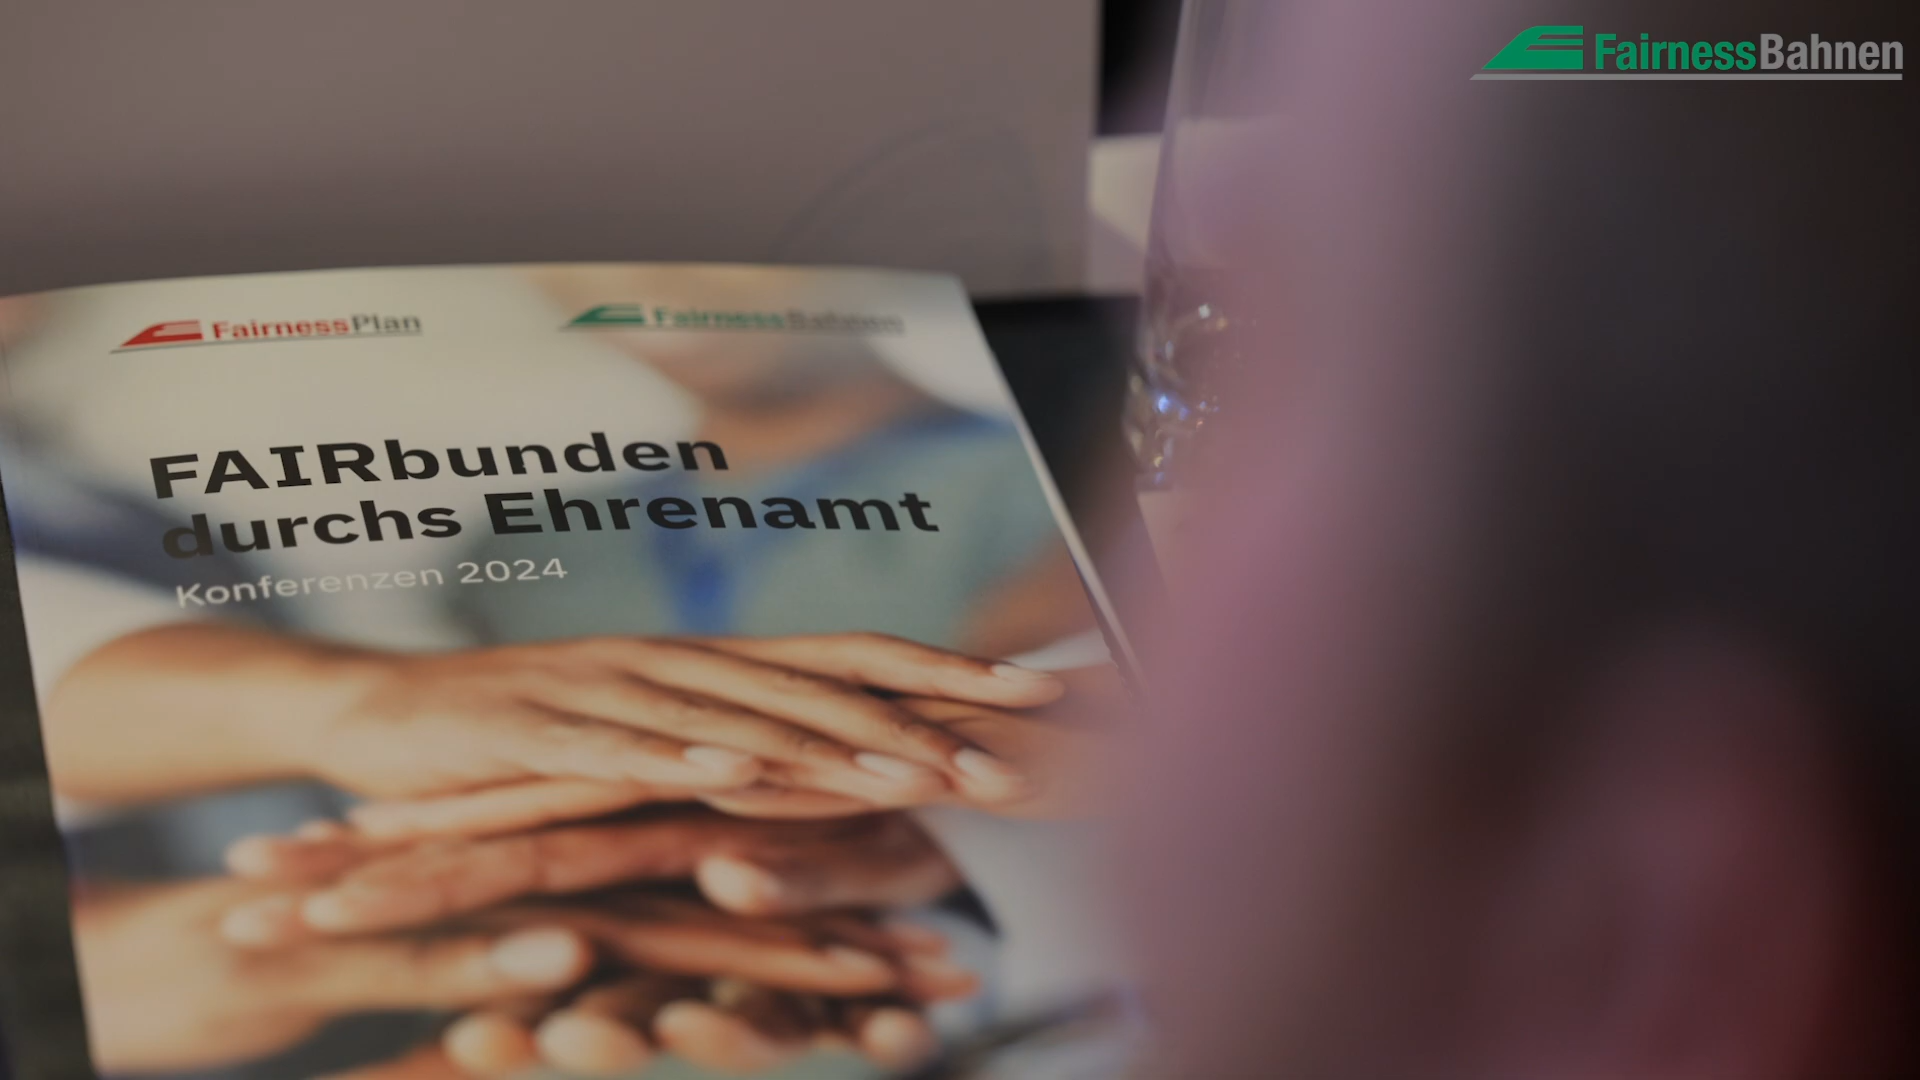 FairnessBahnen
FairnessPlan
FairnessBahnen
FAIRbunden
durchs Ehrenamt
Konferenzen 2024